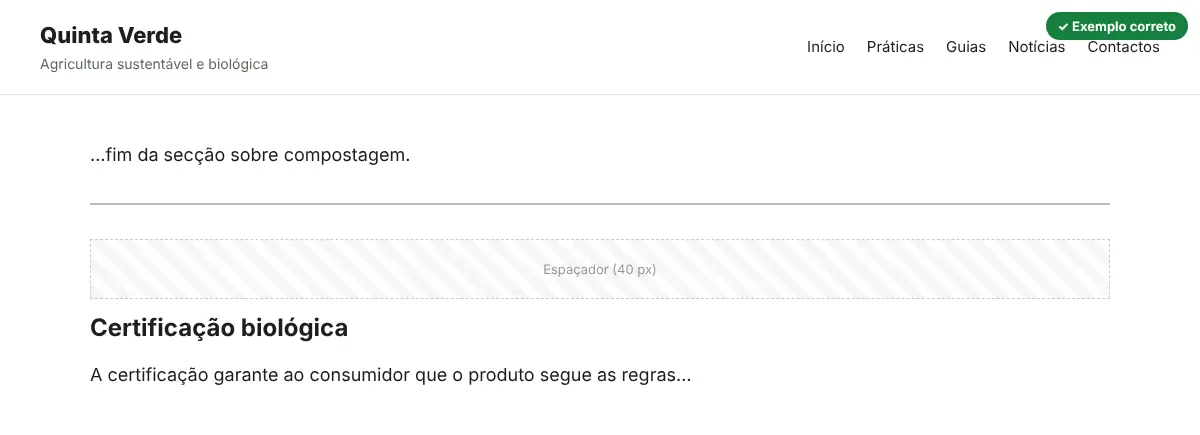 Quinta Verde
Agricultura sustentável e biológica
✓ Exemplo correto
Início Práticas Guias Notícias Contactos
…fim da secção sobre compostagem.
Espaçador (40 px)
Certificação biológica
A certificação garante ao consumidor que o produto segue as regras…